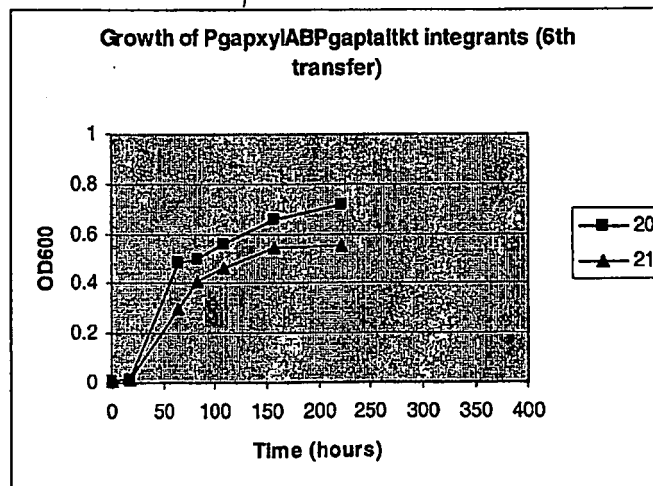 Growth of PgapxylABPgaptaltkt integrants (6th
transfer)
1
0.8
0.6
0.4
0.2
0
OD600
0 50 100 150 200 250 300 350 400
Time (hours)
20
21